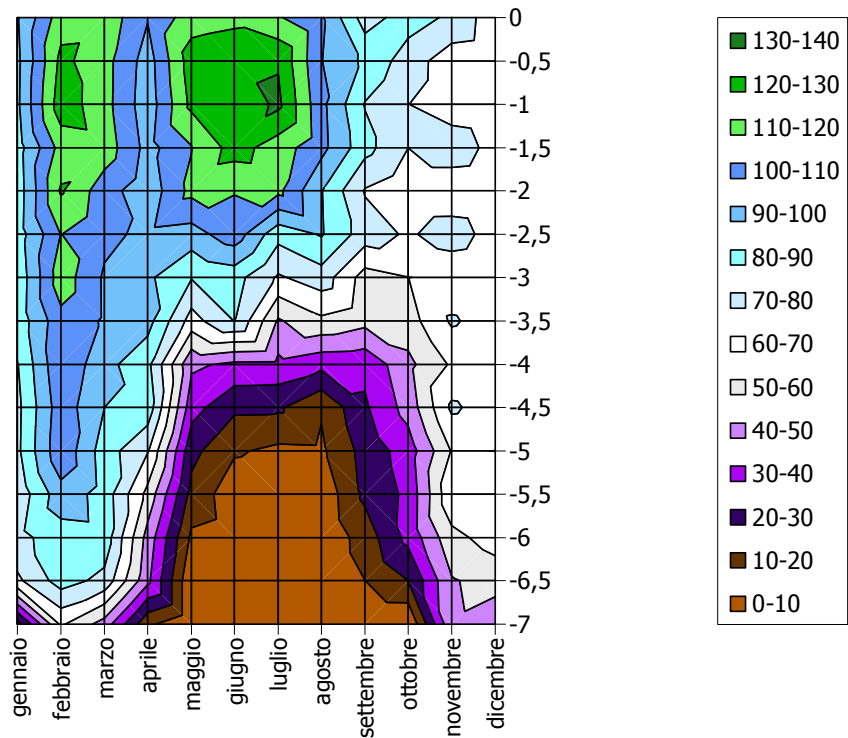 0
-0,5
-1
-1,5
-2
-2,5
-3
-3,5
-4
-4,5
-5
-5,5
-6
-6,5
-7
gennaio
febbraio
marzo
aprile
maggio
giugno
luglio
agosto
settembre
ottobre
novembre
dicembre
130-140
120-130
110-120
100-110
90-100
80-90
70-80
60-70
50-60
40-50
30-40
20-30
10-20
0-10